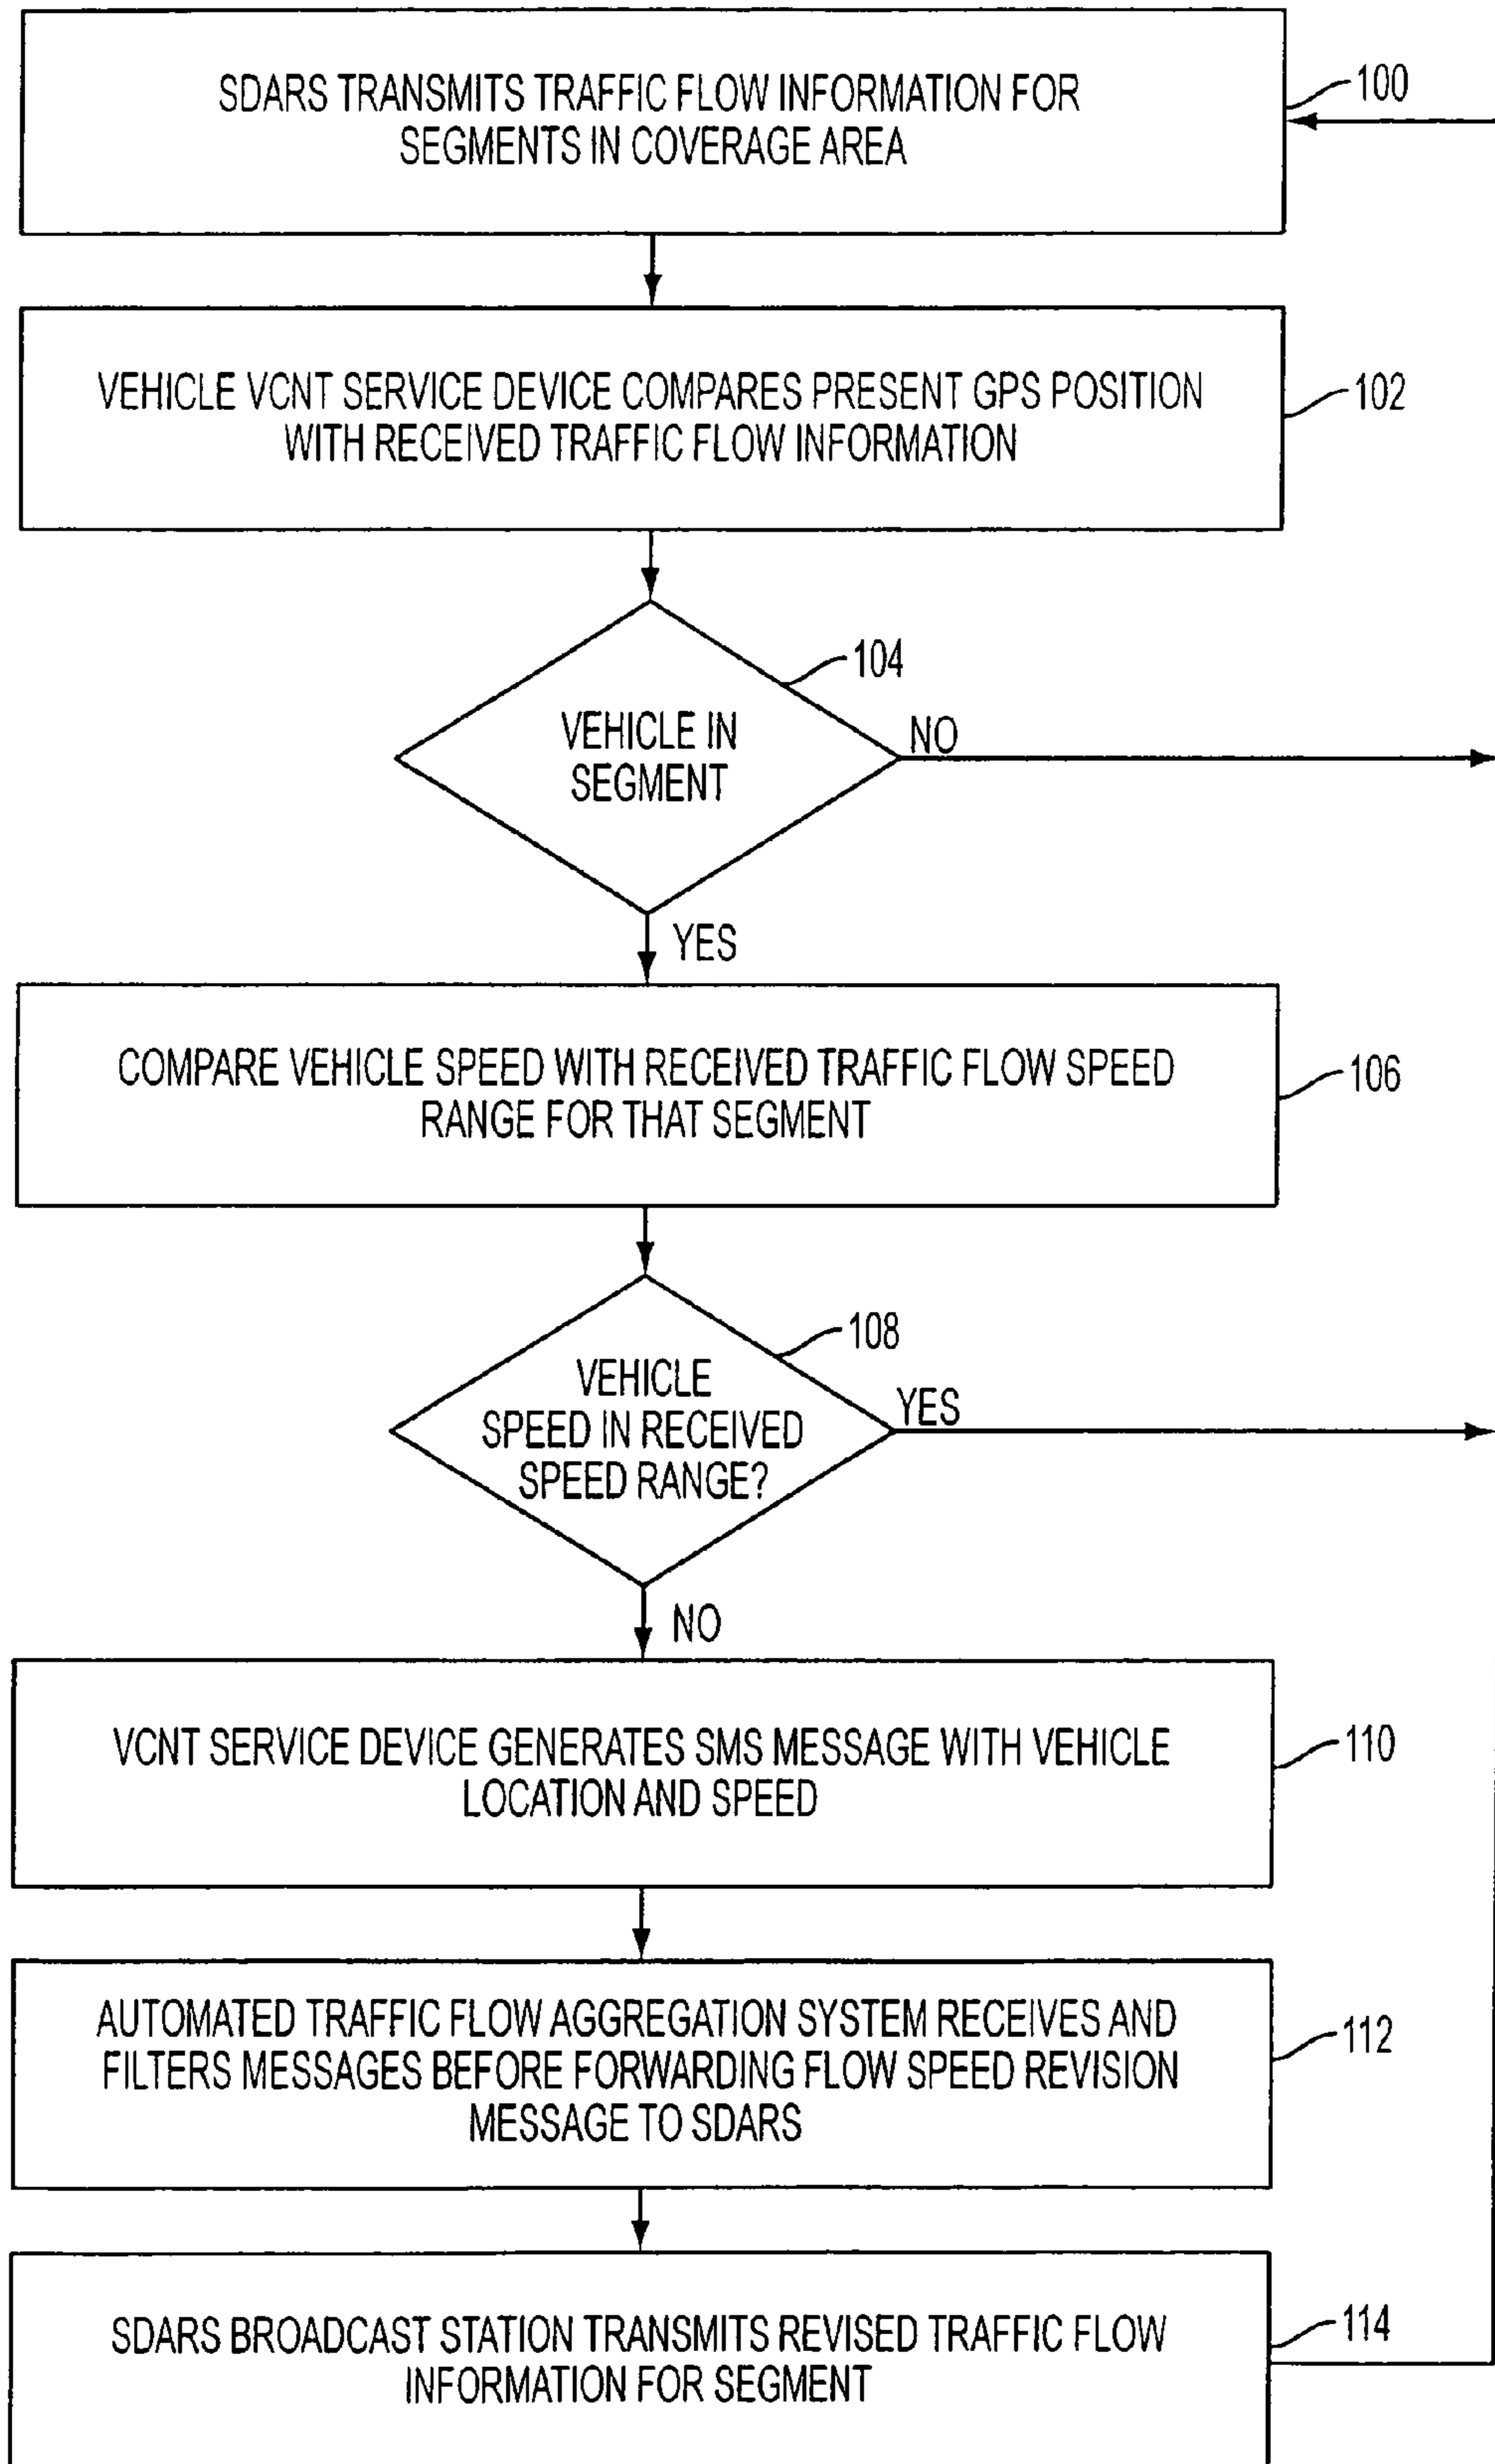 SDARS TRANSMITS TRAFFIC FLOW INFORMATION FOR
SEGMENTS IN COVERAGE AREA
100
VEHICLE VCNT SERVICE DEVICE COMPARES PRESENT GPS POSITION
WITH RECEIVED TRAFFIC FLOW INFORMATION
102
104
VEHICLE IN
SEGMENT
NO
YES
COMPARE VEHICLE SPEED WITH RECEIVED TRAFFIC FLOW SPEED
RANGE FOR THAT SEGMENT
106
108
VEHICLE
SPEED IN RECEIVED
SPEED RANGE?
YES
NO
VCNT SERVICE DEVICE GENERATES SMS MESSAGE WITH VEHICLE
LOCATION AND SPEED
110
AUTOMATED TRAFFIC FLOW AGGREGATION SYSTEM RECEIVES AND
FILTERS MESSAGES BEFORE FORWARDING FLOW SPEED REVISION
MESSAGE TO SDARS
112
SDARS BROADCAST STATION TRANSMITS REVISED TRAFFIC FLOW
INFORMATION FOR SEGMENT
114